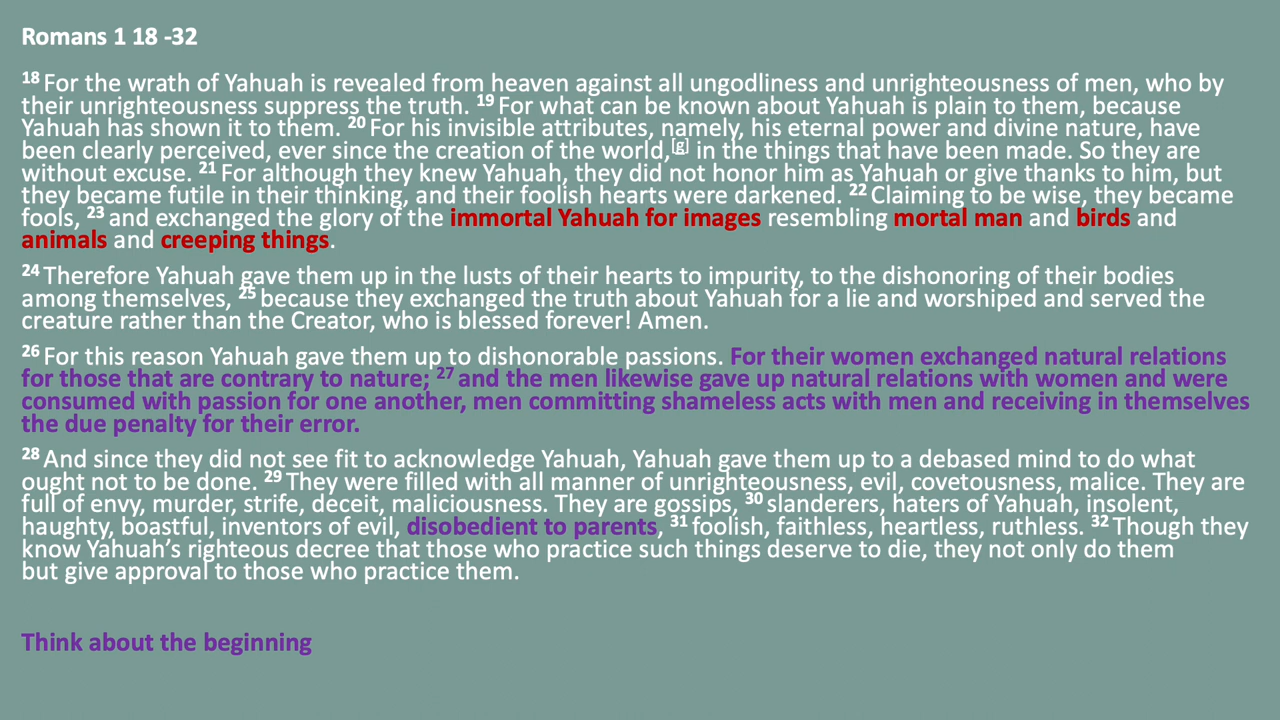 Romans 1 18 -32
18 For the wrath of Yahuah is revealed from heaven against all ungodliness and unrighteousness of men, who by
their unrighteousness suppress the truth. 19 For what can be known about Yahuah is plain to them, because
Yahuah has shown it to them. 20 For his invisible attributes, namely, his eternal power and divine nature, have
been clearly perceived, ever since the creation of the world,[g] in the things that have been made. So they are
without excuse. 21 For although they knew Yahuah, they did not honor him as Yahuah or give thanks to him, but
they became futile in their thinking, and their foolish hearts were darkened. 22 Claiming to be wise, they became
fools, 23 and exchanged the glory of the immortal Yahuah for images resembling mortal man and birds and
animals and creeping things.
24 Therefore Yahuah gave them up in the lusts of their hearts to impurity, to the dishonoring of their bodies
among themselves, 25 because they exchanged the truth about Yahuah for a lie and worshiped and served the
creature rather than the Creator, who is blessed forever! Amen.
26 For this reason Yahuah gave them up to dishonorable passions. For their women exchanged natural relations
for those that are contrary to nature; 27 and the men likewise gave up natural relations with women and were
consumed with passion for one another, men committing shameless acts with men and receiving in themselves
the due penalty for their error.
28 And since they did not see fit to acknowledge Yahuah, Yahuah gave them up to a debased mind to do what
ought not to be done. 29 They were filled with all manner of unrighteousness, evil, covetousness, malice. They are
full of envy, murder, strife, deceit, maliciousness. They are gossips, 30 slanderers, haters of Yahuah, insolent,
haughty, boastful, inventors of evil, disobedient to parents, 31 foolish, faithless, heartless, ruthless. 32 Though they
know Yahuah’s righteous decree that those who practice such things deserve to die, they not only do them
but give approval to those who practice them.
Think about the beginning